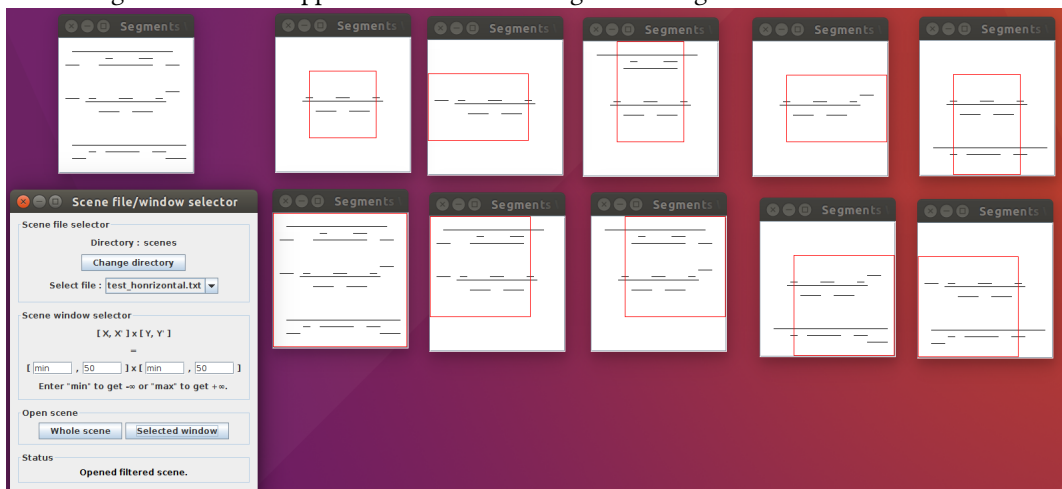 Segments
Segments
Segments
Segments
Segments
Segments
Scene file/window selector
Segments
Segments
Segments
Segments
Segments
Scene file selector
Directory : scenes
Change directory
Select file : test_honrizontal.txt
Scene window selector
[ X, X' ] x [ Y, Y' ]
=
[ min , 50 ] x [ min , 50 ]
Enter "min" to get -∞ or "max" to get +∞.
Open scene
Whole scene Selected window
Status
Opened filtered scene.